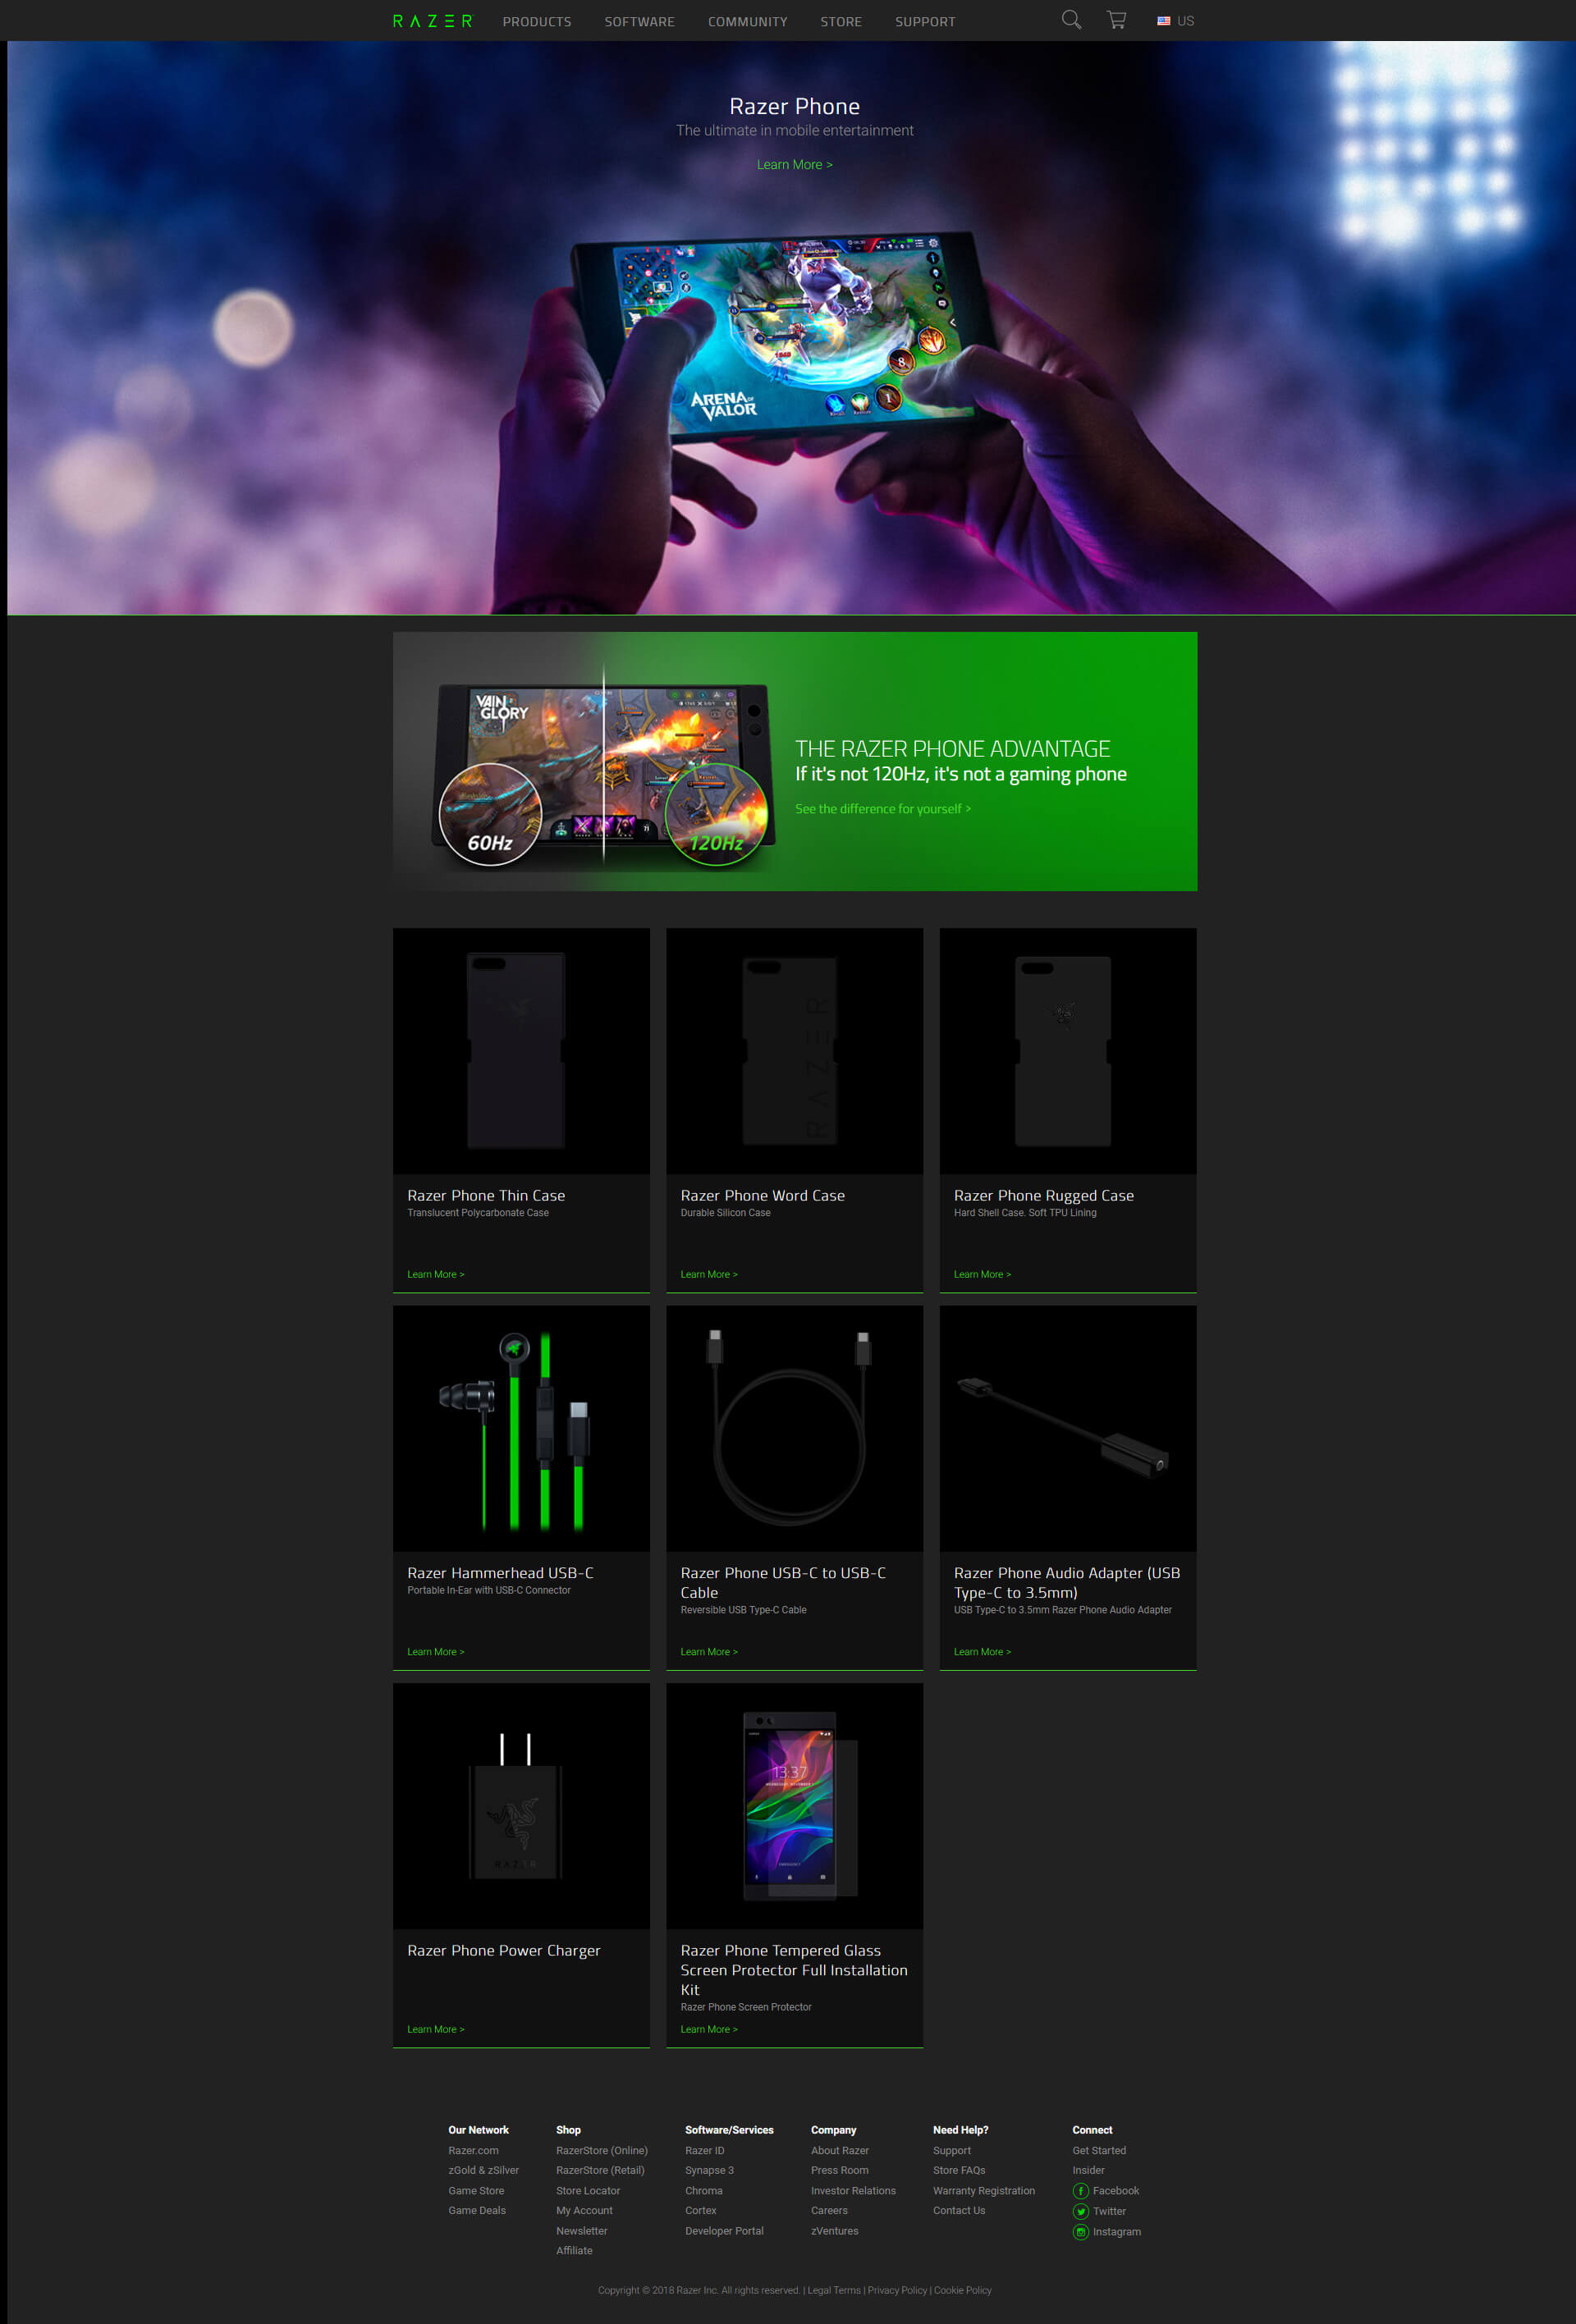 RAZER
PRODUCTS
SOFTWARE
COMMUNITY
STORE
SUPPORT
US
Razer Phone
The ultimate in mobile entertainment
Learn More >
8
1
ARENA OF
VALOR
VAIN
GLORY
60Hz
120Hz
THE RAZER PHONE ADVANTAGE
If it's not 120Hz, it's not a gaming phone
See the difference for yourself >
RAZER
Razer Phone Thin Case
Translucent Polycarbonate Case
Learn More >
Razer Phone Word Case
Durable Silicon Case
Learn More >
Razer Phone Rugged Case
Hard Shell Case. Soft TPU Lining
Learn More >
Razer Hammerhead USB-C
Portable In-Ear with USB-C Connector
Learn More >
Razer Phone USB-C to USB-C
Cable
Reversible USB Type-C Cable
Learn More >
Razer Phone Audio Adapter (USB
Type-C to 3.5mm)
USB Type-C to 3.5mm Razer Phone Audio Adapter
Learn More >
RAZER
13:37
Razer Phone Power Charger
Learn More >
Razer Phone Tempered Glass
Screen Protector Full Installation
Kit
Razer Phone Screen Protector
Learn More >
Our Network
Razer.com
zGold & zSilver
Game Store
Game Deals
Shop
RazerStore (Online)
RazerStore (Retail)
Store Locator
My Account
Newsletter
Affiliate
Software/Services
Razer ID
Synapse 3
Chroma
Cortex
Developer Portal
Company
About Razer
Press Room
Investor Relations
Careers
zVentures
Need Help?
Support
Store FAQs
Warranty Registration
Contact Us
Connect
Get Started
Insider
Facebook
Twitter
Instagram
Copyright © 2018 Razer Inc. All rights reserved. | Legal Terms | Privacy Policy | Cookie Policy